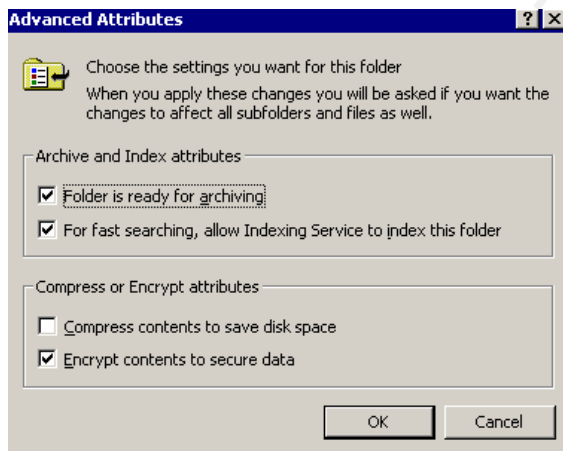 Advanced Attributes
Choose the settings you want for this folder
When you apply these changes you will be asked if you want the
changes to affect all subfolders and files as well.
Archive and Index attributes
Folder is ready for archiving
For fast searching, allow Indexing Service to index this folder
Compress or Encrypt attributes
Compress contents to save disk space
Encrypt contents to secure data
OK Cancel